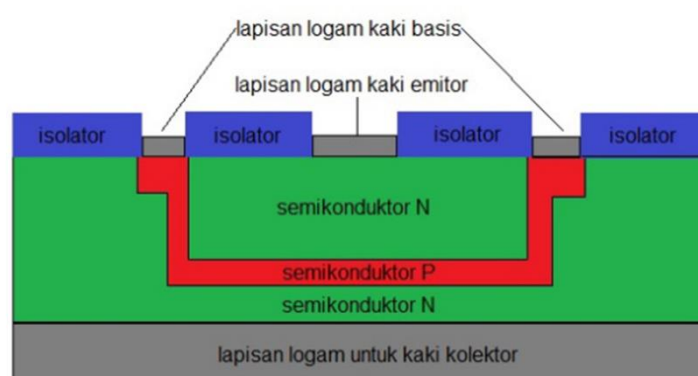 lapisan logam kaki basis
lapisan logam kaki emitor
isolator
isolator
isolator
isolator
semikonduktor N
semikonduktor P
semikonduktor N
lapisan logam untuk kaki kolektor